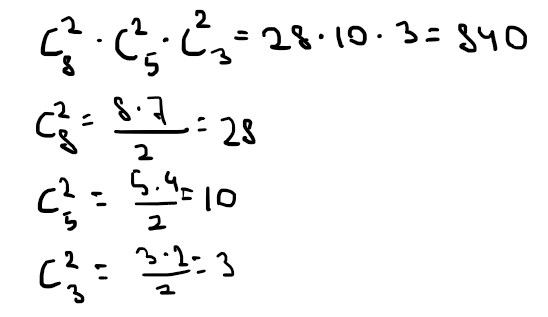 C₈² · C₅² · C₃² = 28 · 10 · 3 = 840
C₈² = 8 · 7 / 2 = 28
C₅² = 5 . 4 / 2 = 10
C₃² = 3 · 2 / 2 = 3